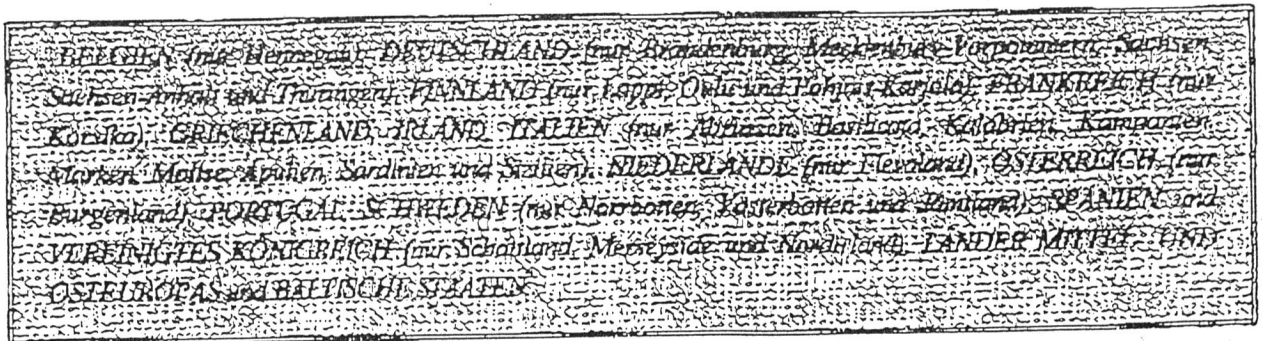 BELGIEN (nur Hennegau), DEUTSCHLAND (nur Brandenburg, Mecklenburg-Vorpommern, Sachsen,
Sachsen-Anhalt und Thüringen), FINNLAND (nur Lappi, Oulu und Pohjois-Karjala), FRANKREICH (nur
Korsika), GRIECHENLAND, IRLAND, ITALIEN (nur Abruzzen, Basilicata, Kalabrien, Kampanien,
Marken, Molise, Apulien, Sardinien und Sizilien), NIEDERLANDE (nur Flevoland), ÖSTERREICH (nur
Burgenland), PORTUGAL, SCHWEDEN (nur Norrbotten, Västerbotten und Jämtland), SPANIEN und
VEREINIGTES KÖNIGREICH (nur Schottland, Merseyside und Nordirland), LÄNDER MITTEL- UND
OSTEUROPAS und BALTISCHE STAATEN